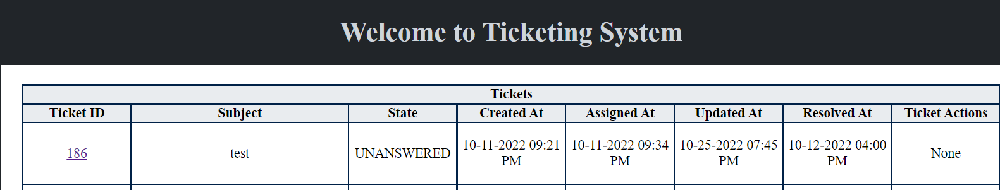 Welcome to Ticketing System
Tickets
Ticket ID Subject State Created At Assigned At Updated At Resolved At Ticket Actions
186 test UNANSWERED 10-11-2022 09:21 PM 10-11-2022 09:34 PM 10-25-2022 07:45 PM 10-12-2022 04:00 PM None